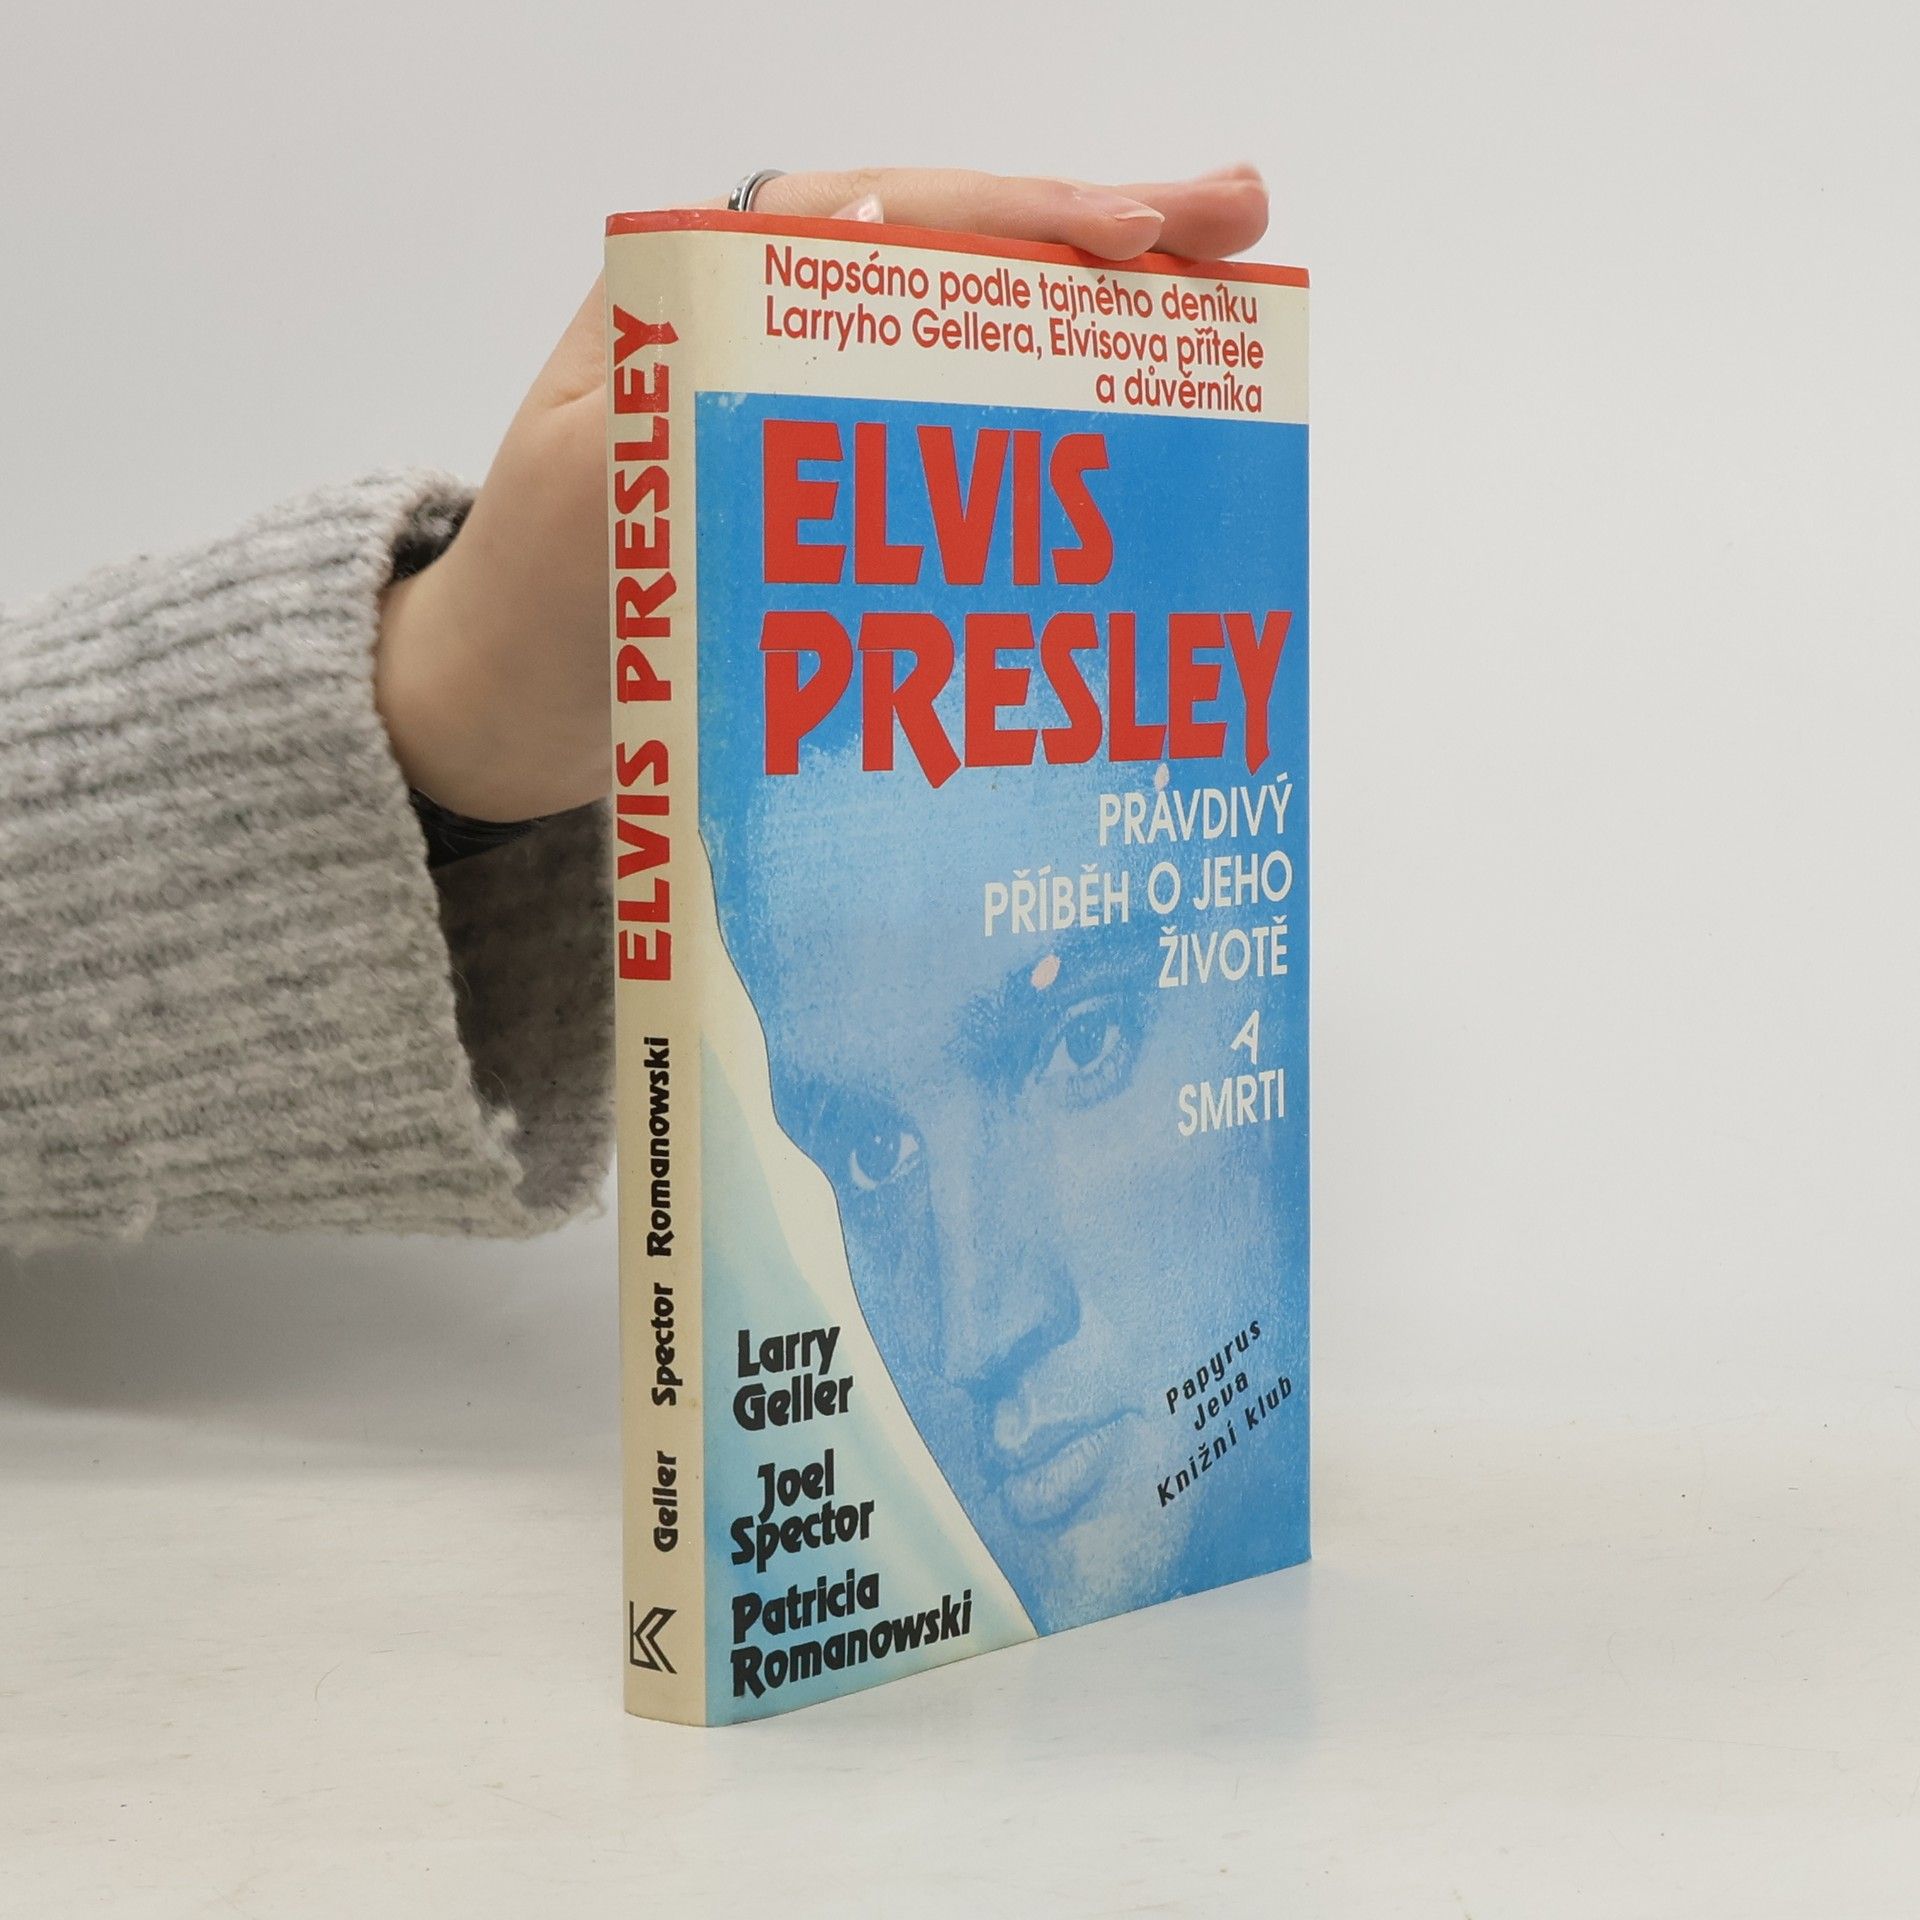 Napsáno podle tajného deníku
Larryho Gellera, Elvisova přítele
a důvěrníka
ELVIS
PRESLEY
PRAVDIVÝ
PŘÍBĚH O JEHO
ŽIVOTĚ
A
SMRTI
Larry
Geller
Joel
Spector
Patricia
Romanowski
Papyrus
Jeva
Knižní klub
Geller Spector Romanowski ELVIS PRESLEY